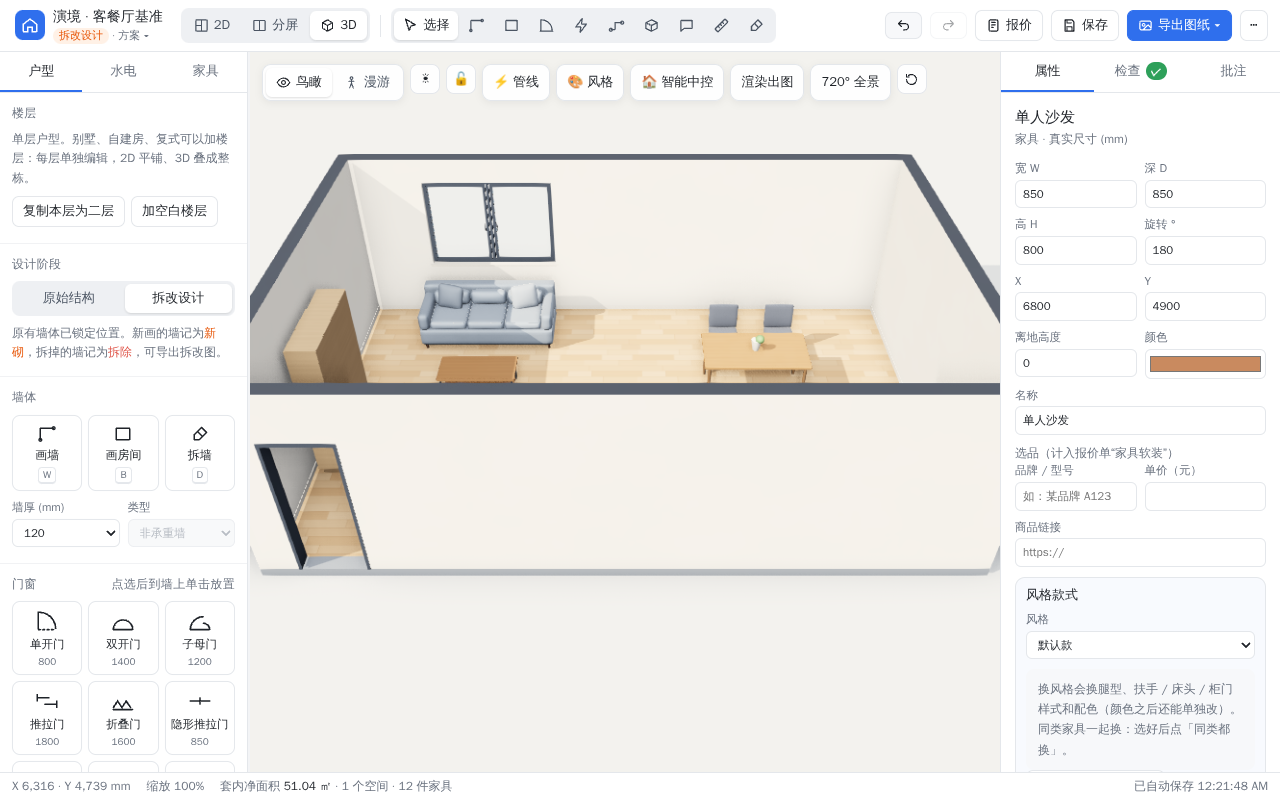 演境 · 客餐厅基准
拆改设计 · 方案
2D 分屏 3D 选择
报价 保存 导出图纸
户型 水电 家具
鸟瞰 漫游 管线 风格 智能中控 渲染出图 720° 全景
属性 检查 批注
楼层
单层户型。别墅、自建房、复式可以加楼
层：每层单独编辑，2D 平铺、3D 叠成整
栋。
复制本层为二层 加空白楼层
设计阶段
原始结构 拆改设计
原有墙体已锁定位置。新画的墙记为新
砌，拆掉的墙记为拆除，可导出拆改图。
墙体
画墙 画房间 拆墙
W B D
墙厚 (mm) 类型
120 非承重墙
门窗 点选后到墙上单击放置
单开门 双开门 子母门
800 1400 1200
推拉门 折叠门 隐形推拉门
1800 1600 850
单人沙发
家具 · 真实尺寸 (mm)
宽 W 深 D
850 850
高 H 旋转 °
800 180
X Y
6800 4900
离地高度 颜色
0
名称
单人沙发
选品（计入报价单"家具软装"）
品牌 / 型号 单价（元）
如：某品牌 A123
商品链接
https://
风格款式
风格
默认款
换风格会换腿型、扶手 / 床头 / 柜门
样式和配色（颜色之后还能单独改）。
同类家具一起换：选好后点「同类都
换」。
X 6,316 · Y 4,739 mm 缩放 100% 套内净面积 51.04 ㎡ · 1 个空间 · 12 件家具 已自动保存 12:21:48 AM